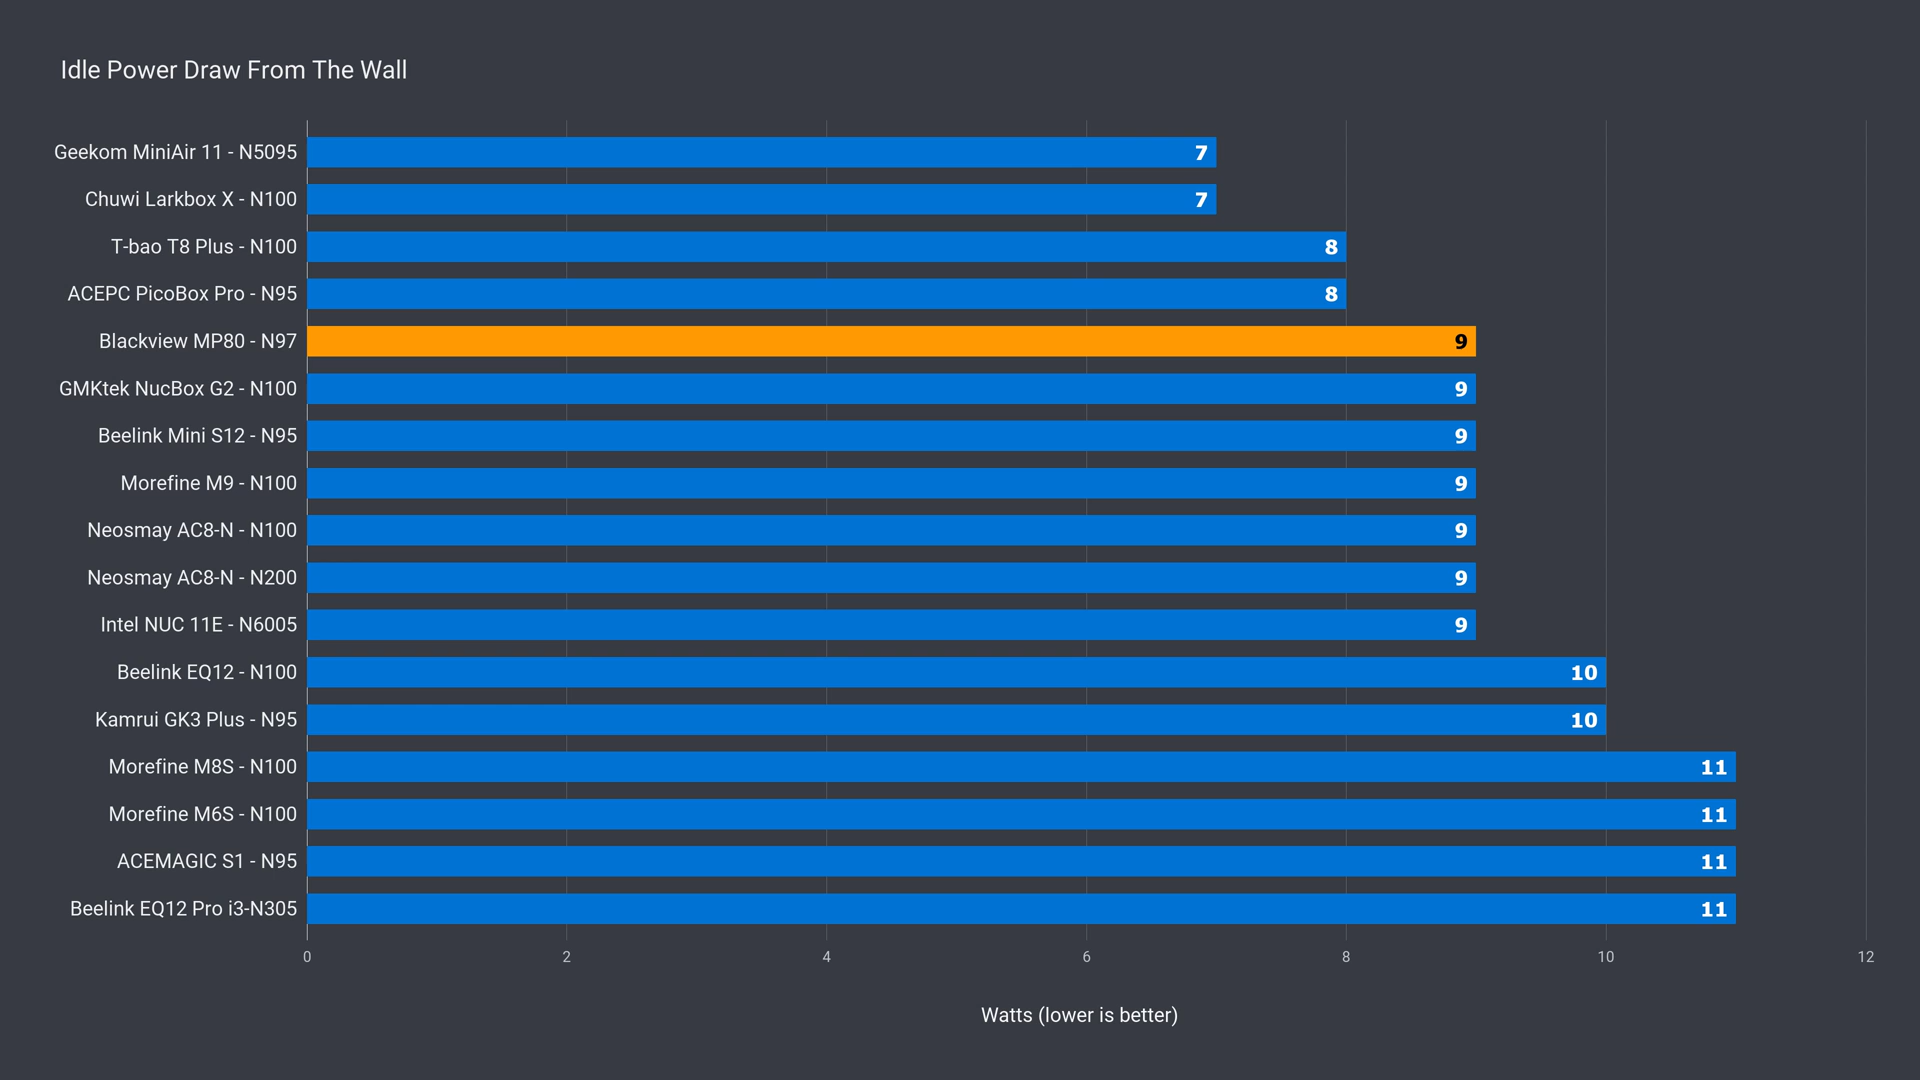 Idle Power Draw From The Wall
Geekom MiniAir 11 - N5095 7
Chuwi Larkbox X - N100 7
T-bao T8 Plus - N100 8
ACEPC PicoBox Pro - N95 8
Blackview MP80 - N97 9
GMKtek NucBox G2 - N100 9
Beelink Mini S12 - N95 9
Morefine M9 - N100 9
Neosmay AC8-N - N100 9
Neosmay AC8-N - N200 9
Intel NUC 11E - N6005 9
Beelink EQ12 - N100 10
Kamrui GK3 Plus - N95 10
Morefine M8S - N100 11
Morefine M6S - N100 11
ACEMAGIC S1 - N95 11
Beelink EQ12 Pro i3-N305 11
0 2 4 6 8 10 12
Watts (lower is better)